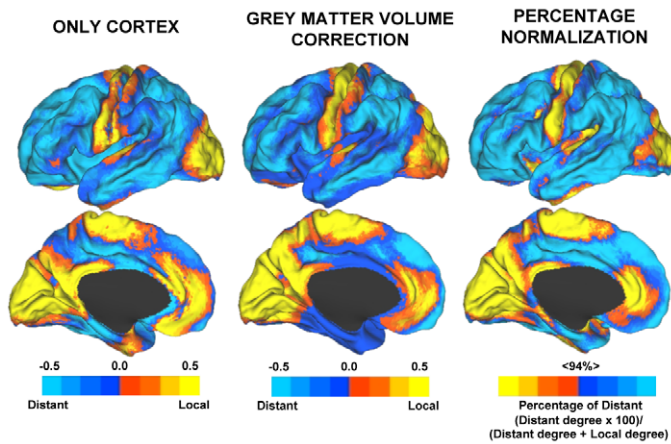 ONLY CORTEX
GREY MATTER VOLUME
CORRECTION
PERCENTAGE
NORMALIZATION
-0.5 0.0 0.5
Distant Local
-0.5 0.0 0.5
Distant Local
<94%>
Percentage of Distant
(Distant degree x 100)/
(Distant degree + Local degree)